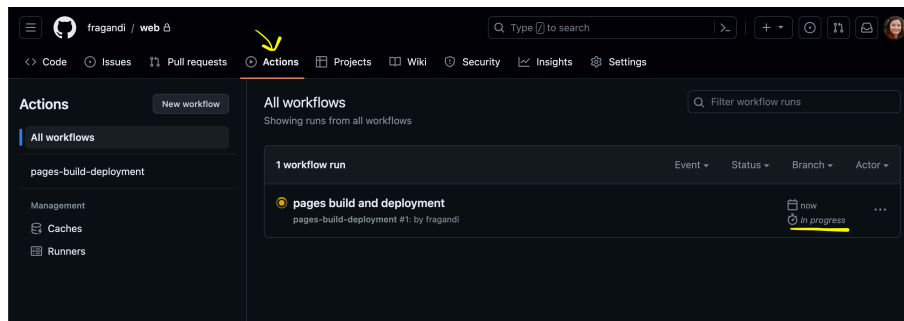 fragandi / web
Type / to search
Code
Issues
Pull requests
Actions
Projects
Wiki
Security
Insights
Settings
Actions
New workflow
All workflows
pages-build-deployment
Management
Caches
Runners
All workflows
Showing runs from all workflows
Filter workflow runs
1 workflow run
Event
Status
Branch
Actor
pages build and deployment
pages-build-deployment #1: by fragandi
now
In progress